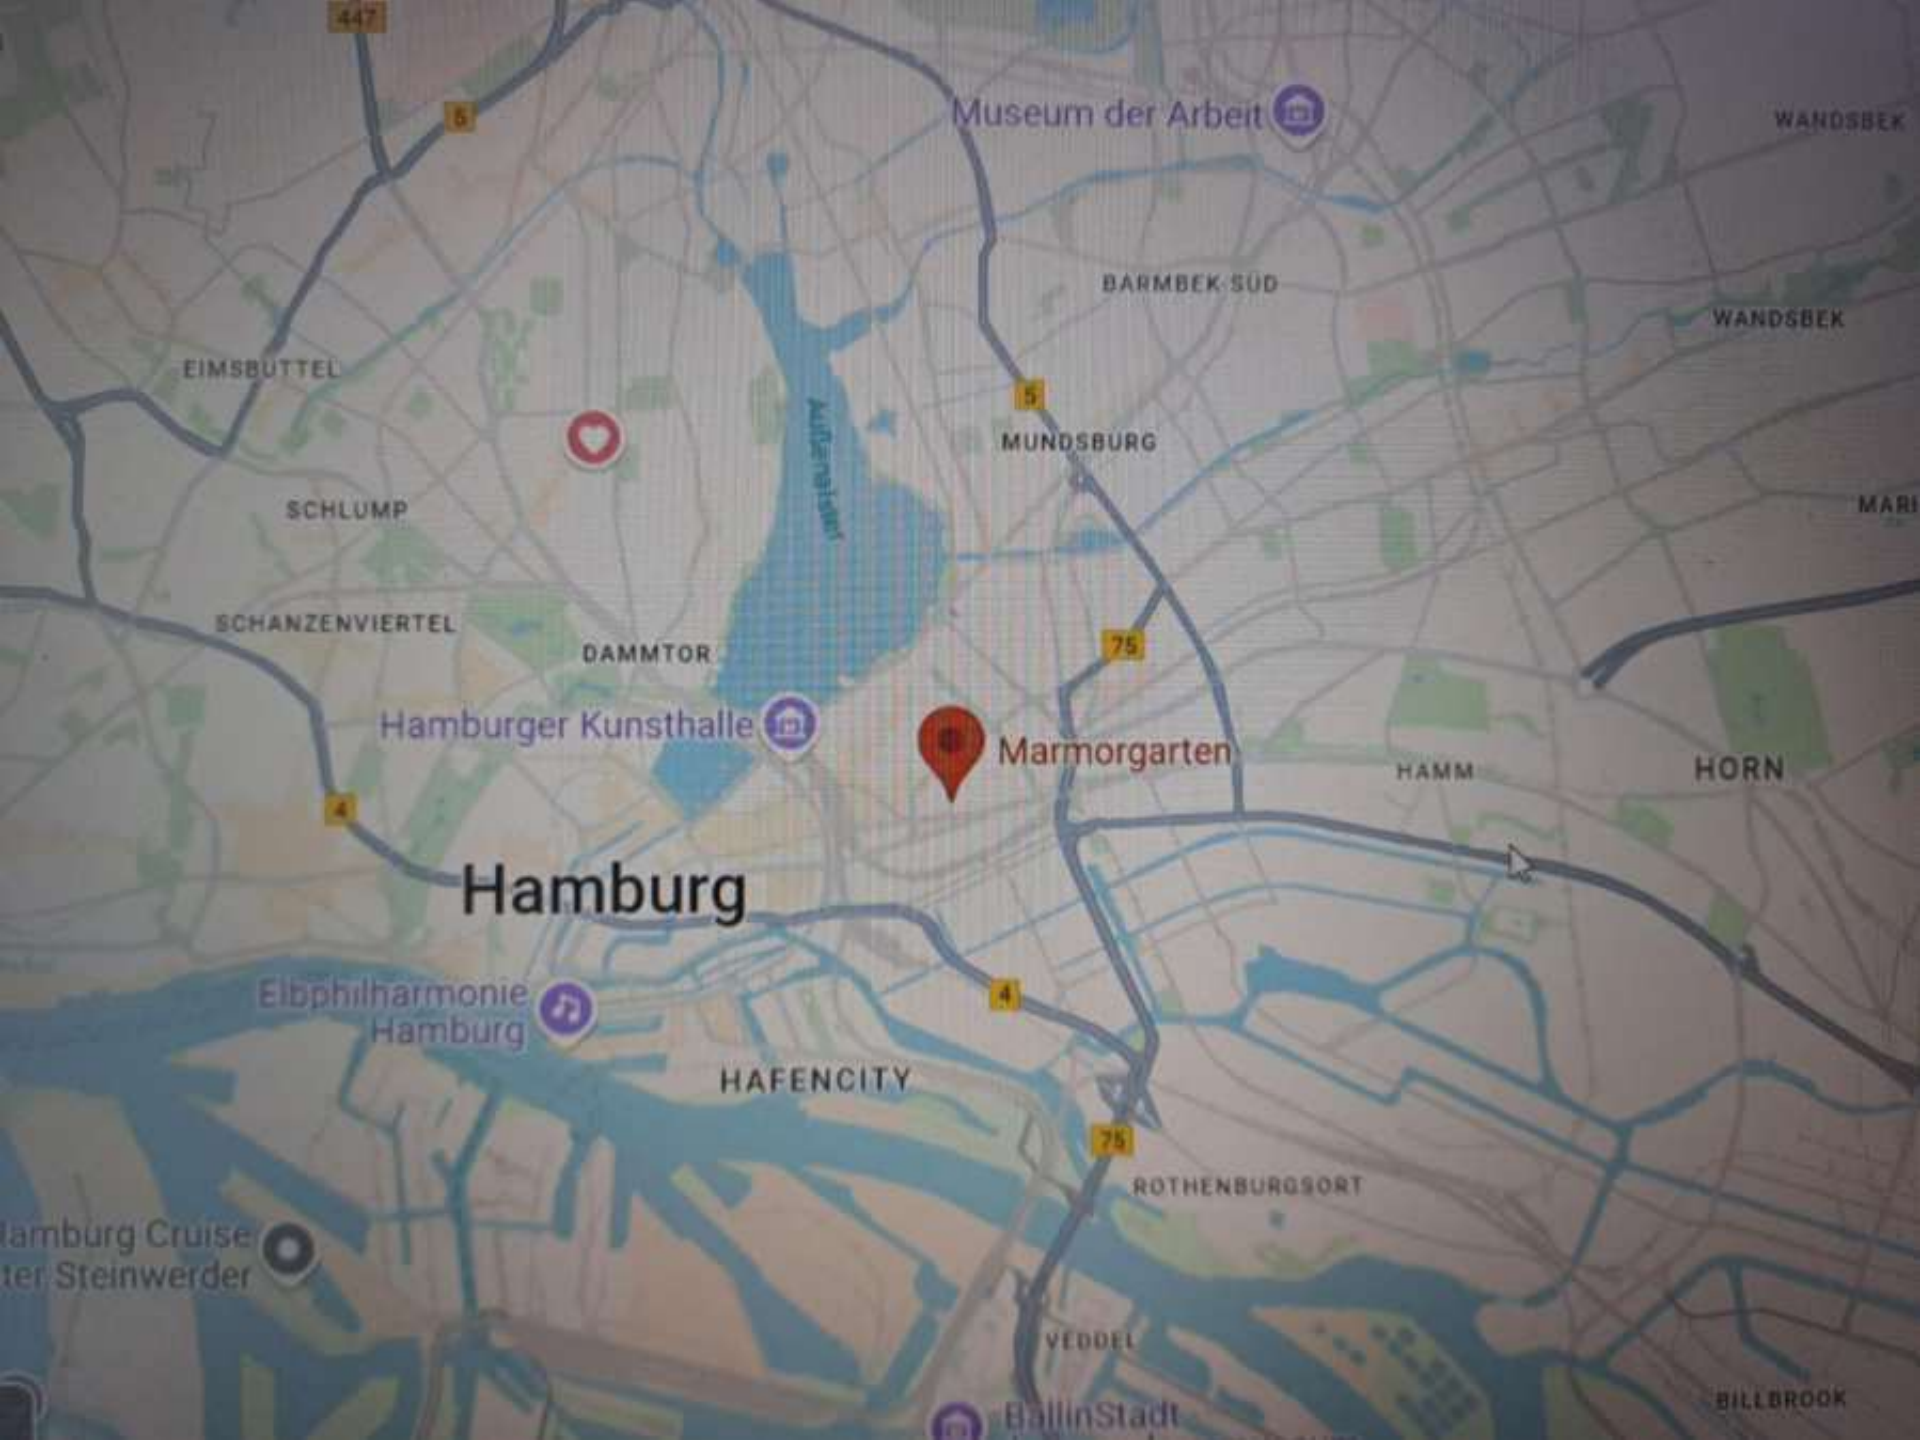 447
5
Museum der Arbeit
WANDSBEK
BARMBEK-SÜD
WANDSBEK
EIMSBÜTTEL
5
Außenalster
MUNDSBURG
SCHLUMP
MARI
SCHANZENVIERTEL
DAMMTOR
75
Hamburger Kunsthalle
Marmorgarten
HAMM
HORN
4
Hamburg
Elbphilharmonie
Hamburg
4
HAFENCITY
75
ROTHENBURGSORT
Hamburg Cruise
ter Steinwerder
VEDDEL
BallinStadt
BILLBROOK